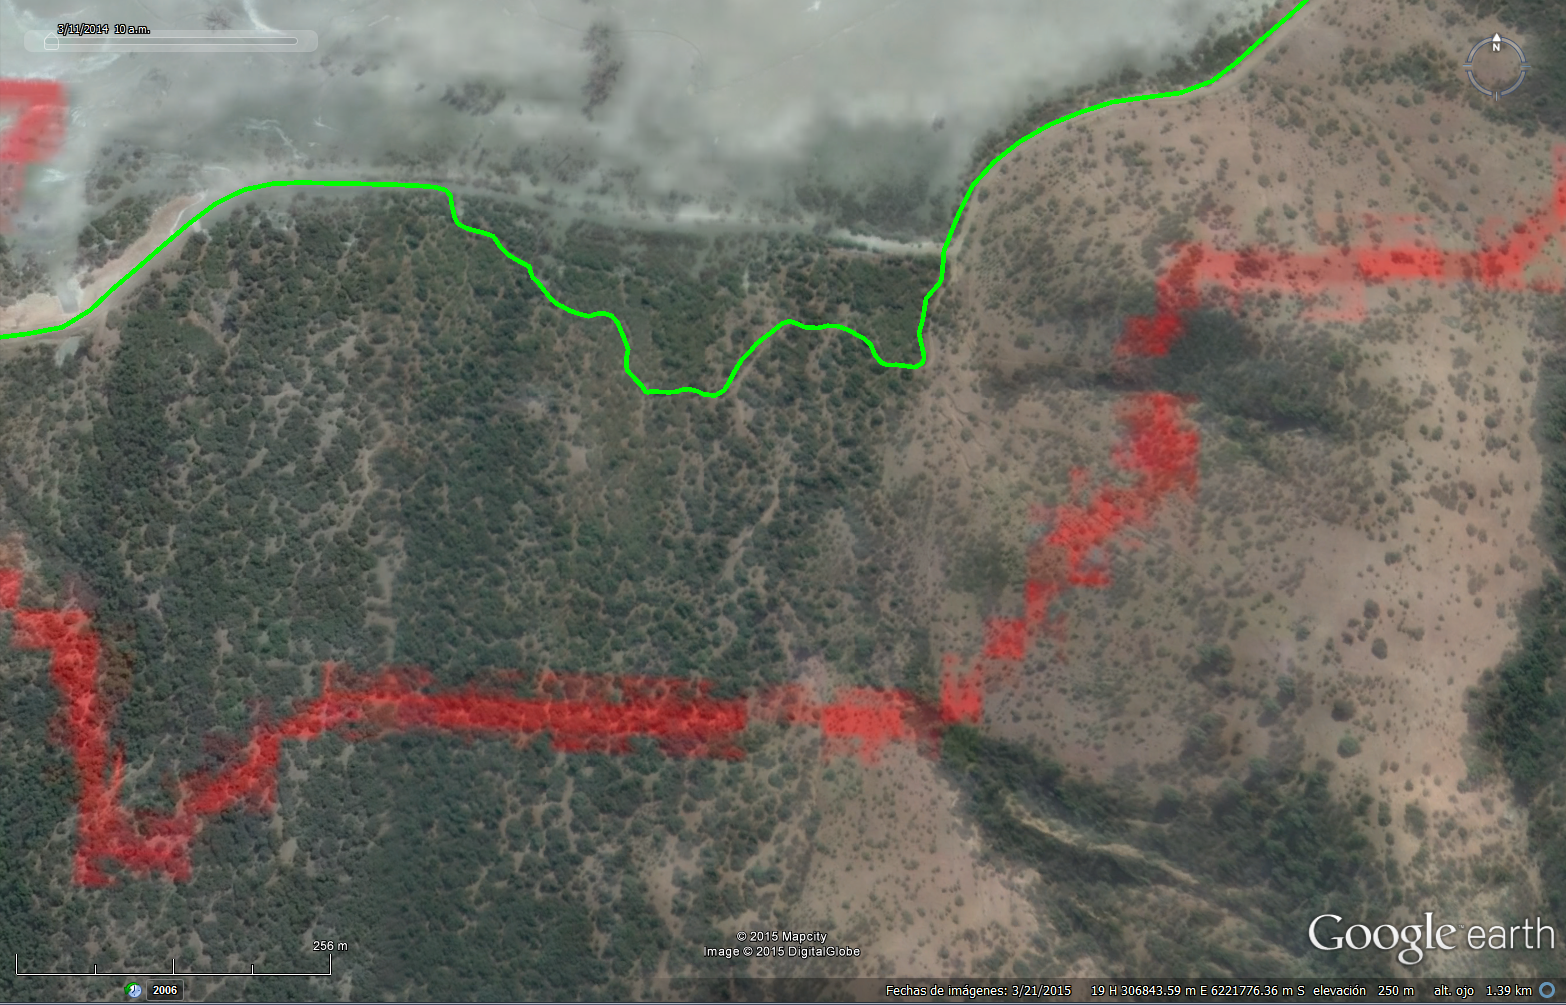 3/11/2014 10 a.m.
N
256 m
© 2015 Mapcity
Image © 2015 DigitalGlobe
Google earth
2006
Fechas de imágenes: 3/21/2015 19 H 306843.59 m E 6221776.36 m S elevación 250 m alt. ojo 1.39 km